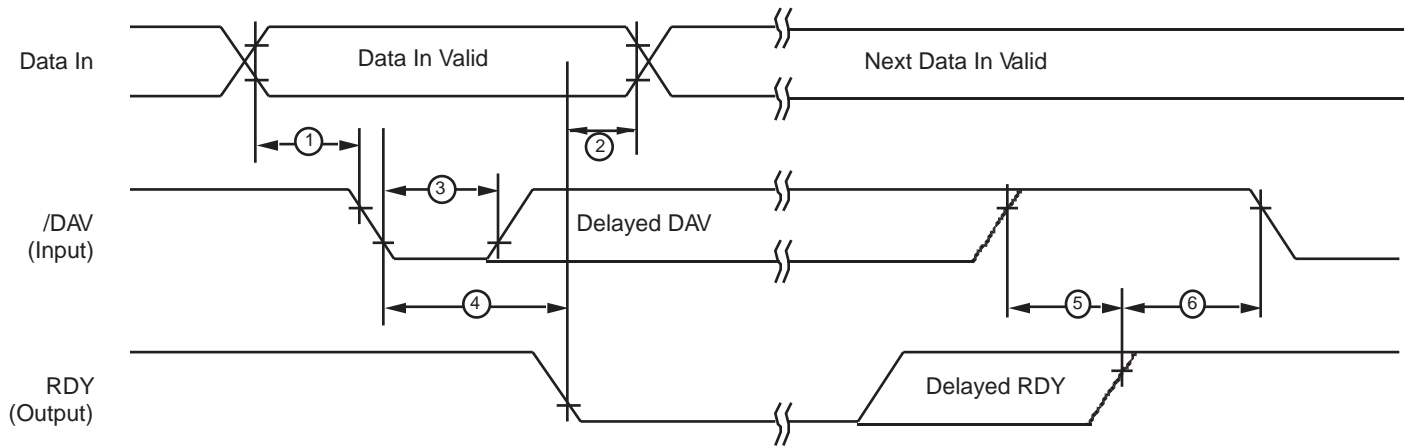 Data In
Data In Valid
Next Data In Valid
1
2
3
/DAV
(Input)
Delayed DAV
4
5
6
RDY
(Output)
Delayed RDY